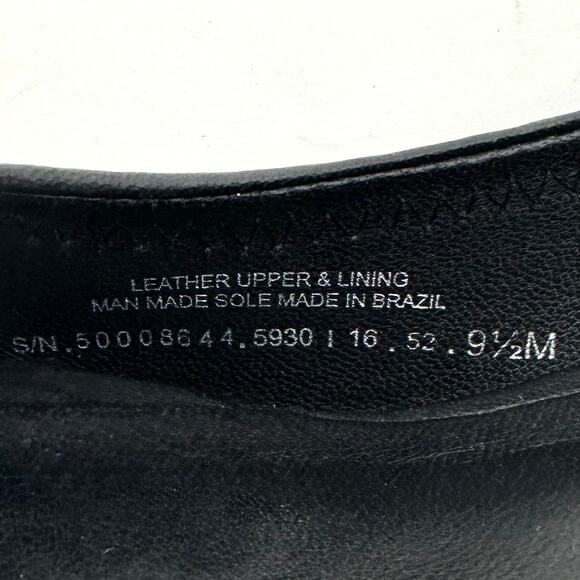 LEATHER UPPER & LINING
MAN MADE SOLE MADE IN BRAZIL
S/N.50008644.5930 | 16.52.9½M